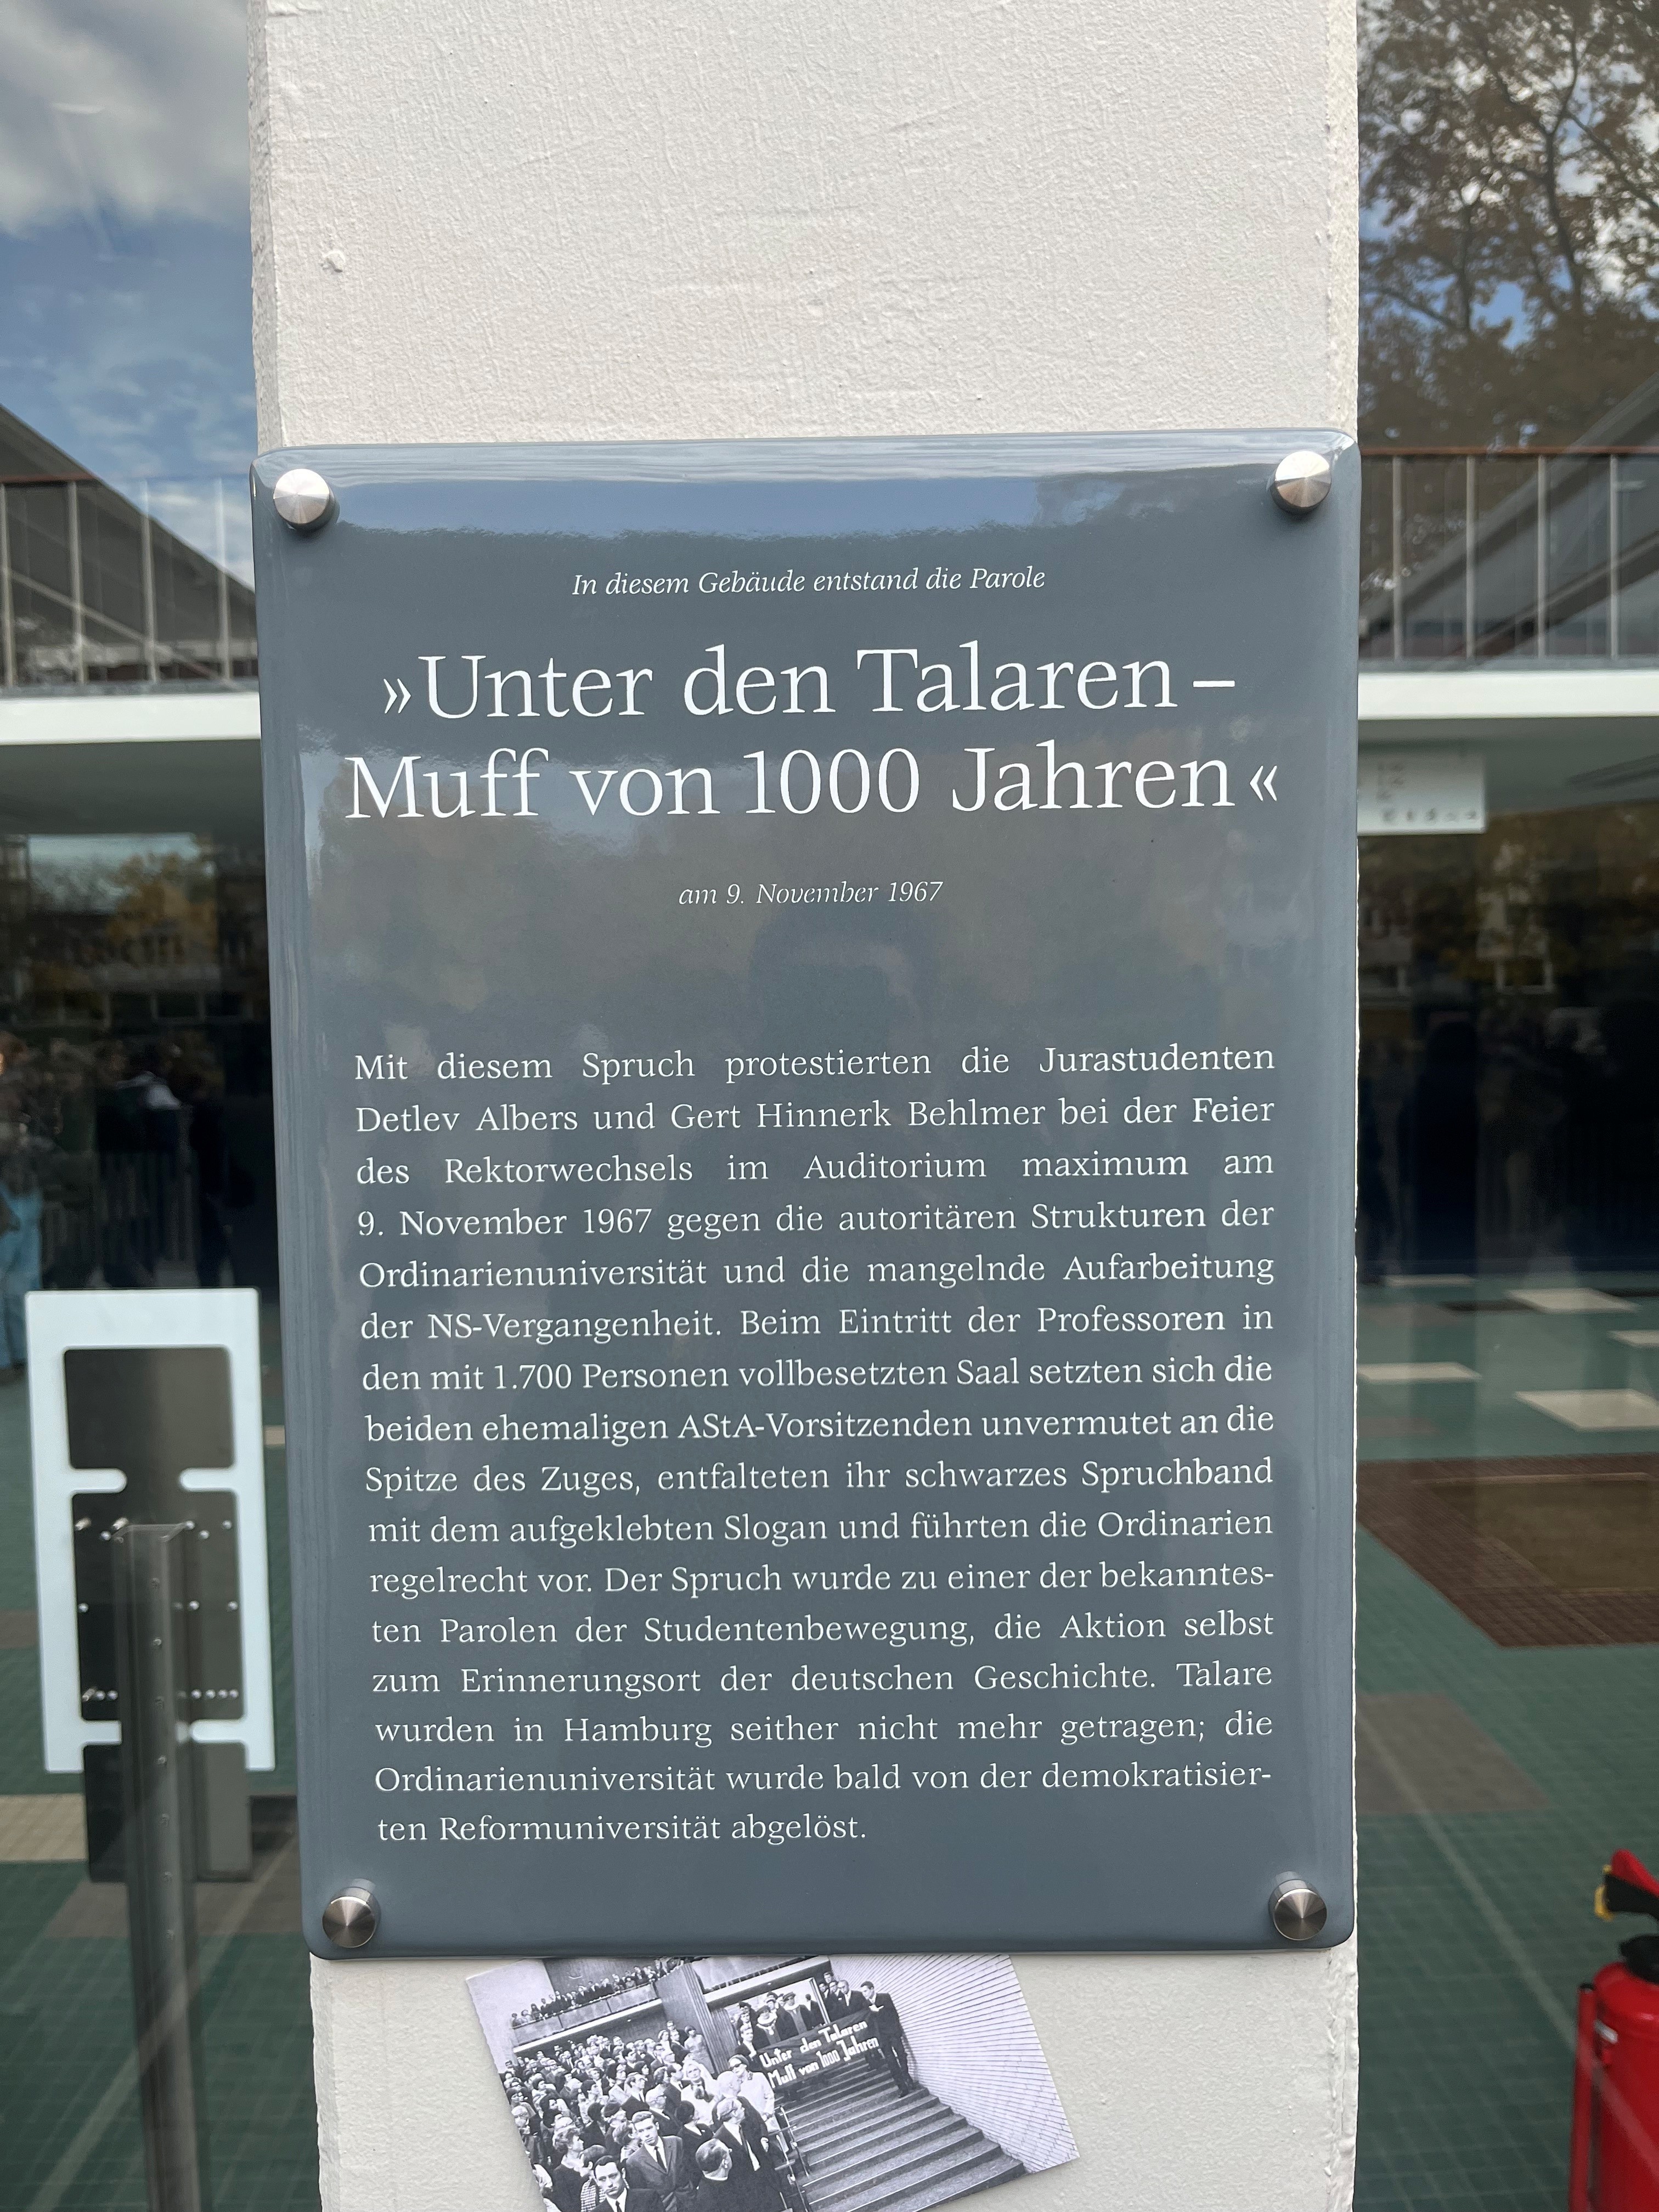 In diesem Gebäude entstand die Parole
»Unter den Talaren –
Muff von 1000 Jahren«
am 9. November 1967
Mit diesem Spruch protestierten die Jurastudenten
Detlev Albers und Gert Hinnerk Behlmer bei der Feier
des Rektorwechsels im Auditorium maximum am
9. November 1967 gegen die autoritären Strukturen der
Ordinarienuniversität und die mangelnde Aufarbeitung
der NS-Vergangenheit. Beim Eintritt der Professoren in
den mit 1.700 Personen vollbesetzten Saal setzten sich die
beiden ehemaligen AStA-Vorsitzenden unvermutet an die
Spitze des Zuges, entfalteten ihr schwarzes Spruchband
mit dem aufgeklebten Slogan und führten die Ordinarien
regelrecht vor. Der Spruch wurde zu einer der bekanntes-
ten Parolen der Studentenbewegung, die Aktion selbst
zum Erinnerungsort der deutschen Geschichte. Talare
wurden in Hamburg seither nicht mehr getragen; die
Ordinarienuniversität wurde bald von der demokratisier-
ten Reformuniversität abgelöst.
Unter den Talaren
Muff von 1000 Jahren